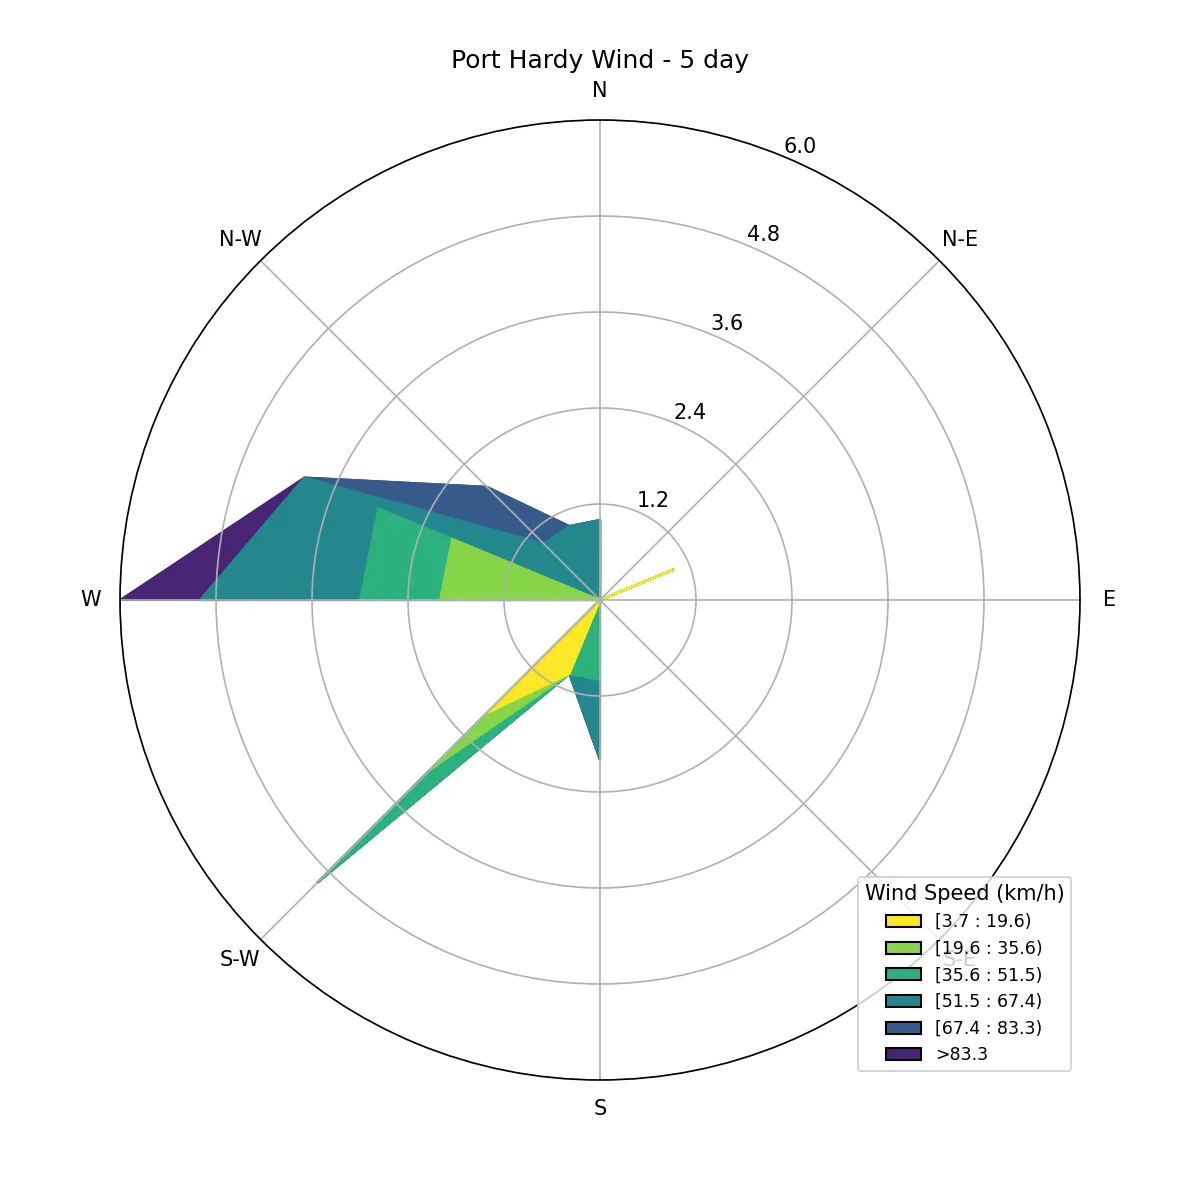 Port Hardy Wind - 5 day
N
6.0
N-W
N-E
4.8
3.6
2.4
1.2
W
E
S-W
S-E
S
Wind Speed (km/h)
[3.7 : 19.6)
[19.6 : 35.6)
[35.6 : 51.5)
[51.5 : 67.4)
[67.4 : 83.3)
>83.3